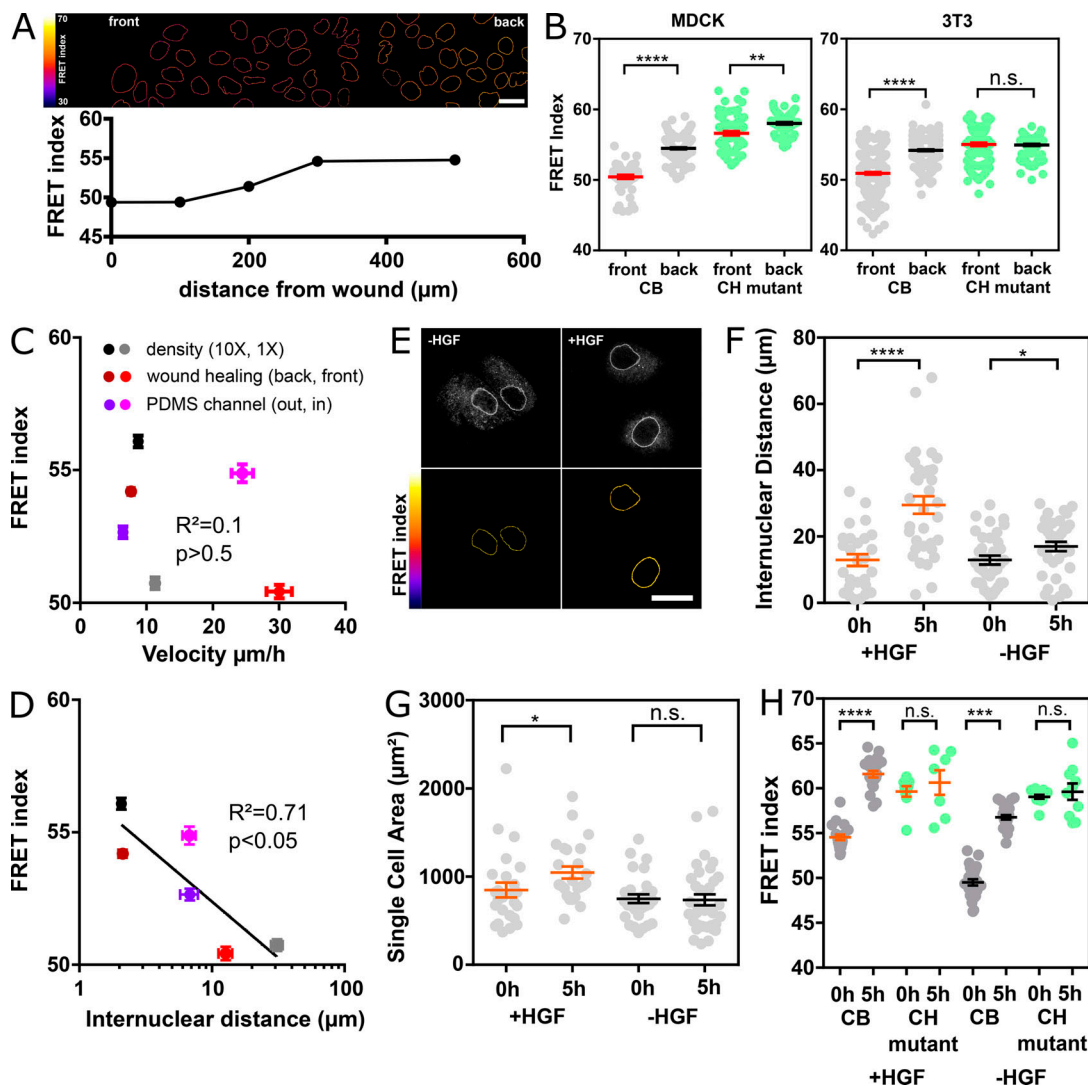 A
70
FRET index
30
front
back
60
55
50
45
FRET index
0
200
400
600
distance from wound (µm)
B
MDCK
3T3
70
60
50
40
FRET Index
****
**
front back front back
CB CH mutant
70
60
50
40
****
n.s.
front back front back
CB CH mutant
C
60
55
50
FRET index
density (10X, 1X)
wound healing (back, front)
PDMS channel (out, in)
R²=0.1
p>0.5
0 10 20 30 40
Velocity µm/h
E
-HGF
+HGF
FRET index
F
80
60
40
20
0
Internuclear Distance (µm)
****
*
0h 5h 0h 5h
+HGF -HGF
D
60
55
50
FRET index
R²=0.71
p<0.05
1 10 100
Internuclear distance (µm)
G
3000
2000
1000
0
Single Cell Area (µm²)
*
n.s.
0h 5h 0h 5h
+HGF -HGF
H
70
65
60
55
50
45
40
FRET index
****
n.s.
***
n.s.
0h 5h 0h 5h 0h 5h 0h 5h
CB CH CB CH
mutant mutant
+HGF -HGF